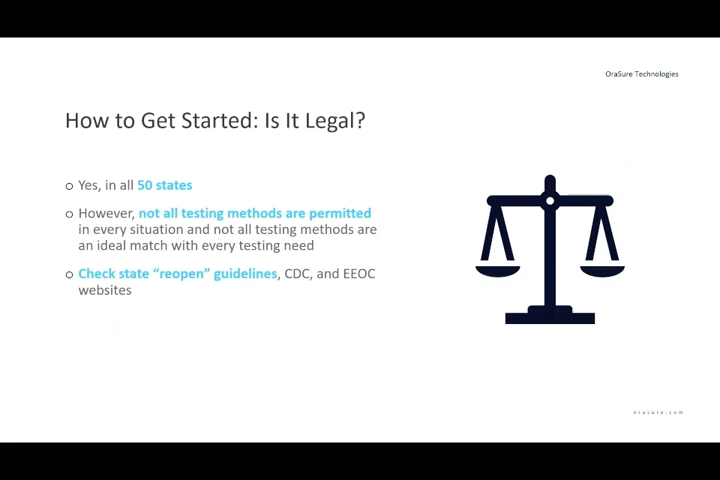 OraSure Technologies
How to Get Started: Is It Legal?
o Yes, in all 50 states
o However, not all testing methods are permitted
in every situation and not all testing methods are
an ideal match with every testing need
o Check state “reopen” guidelines, CDC, and EEOC
websites
orasure.com